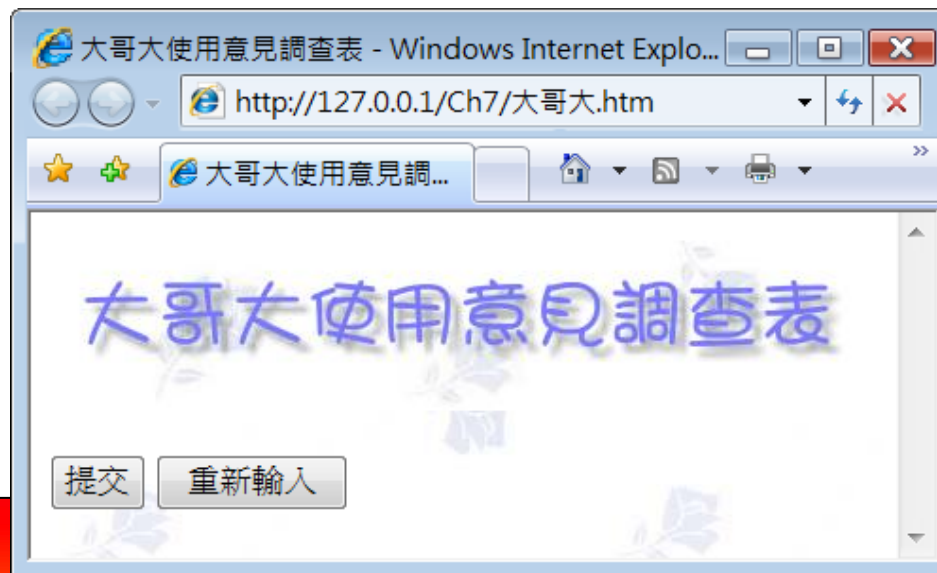 大哥大使用意見調查表 - Windows Internet Explo...
http://127.0.0.1/Ch7/大哥大.htm
大哥大使用意見調...
大哥大使用意見調查表
提交 重新輸入